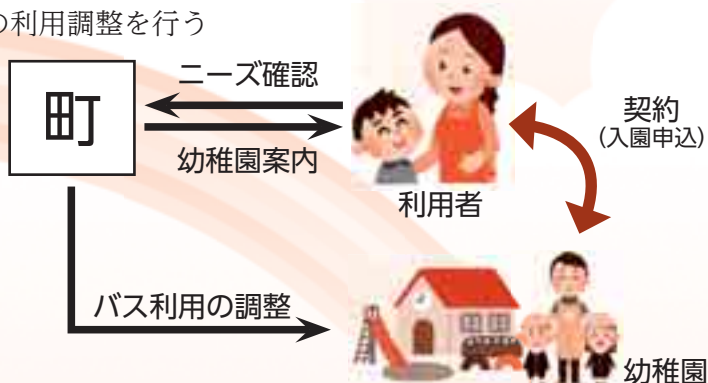 の利用調整を行う
町
ニーズ確認
幼稚園案内
契約
(入園申込)
利用者
バス利用の調整
幼稚園